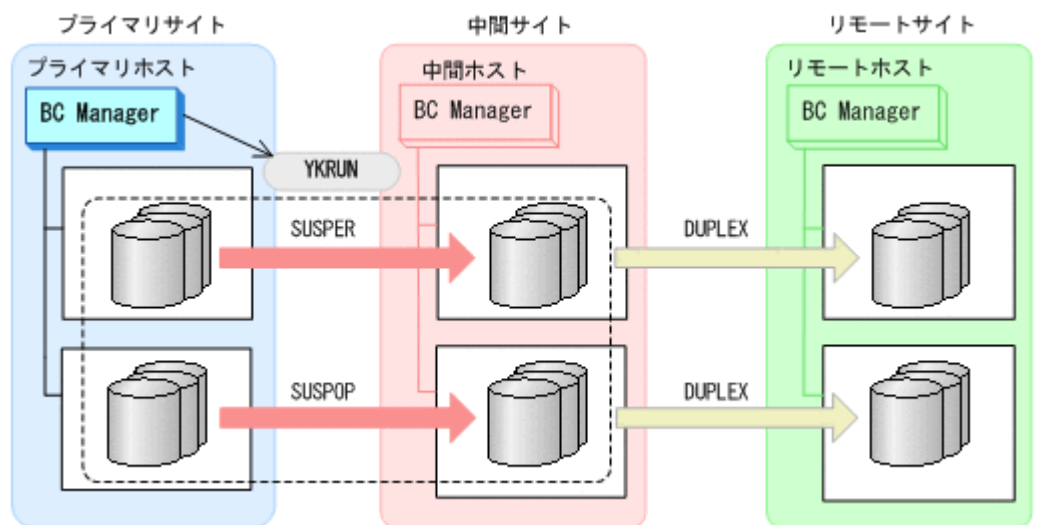 プライマリサイト
中間サイト
リモートサイト
プライマリホスト
中間ホスト
リモートホスト
BC Manager
BC Manager
BC Manager
YKRUN
SUSPER
DUPLEX
SUSPOP
DUPLEX